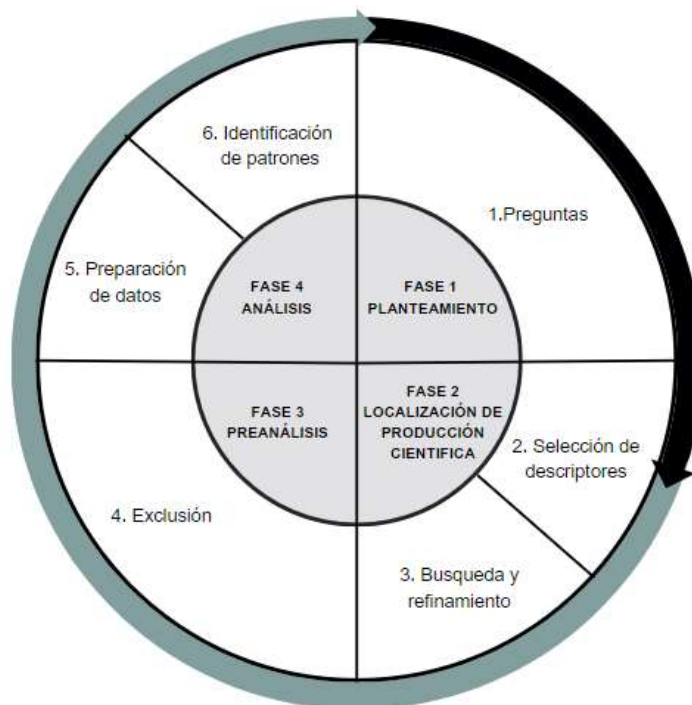 6. Identificación
de patrones
1.Preguntas
5. Preparación
de datos
FASE 4
ANÁLISIS
FASE 1
PLANTEAMIENTO
FASE 3
PREANÁLISIS
FASE 2
LOCALIZACIÓN DE
PRODUCCIÓN
CIENTIFICA
2. Selección de
descriptores
4. Exclusión
3. Busqueda y
refinamiento